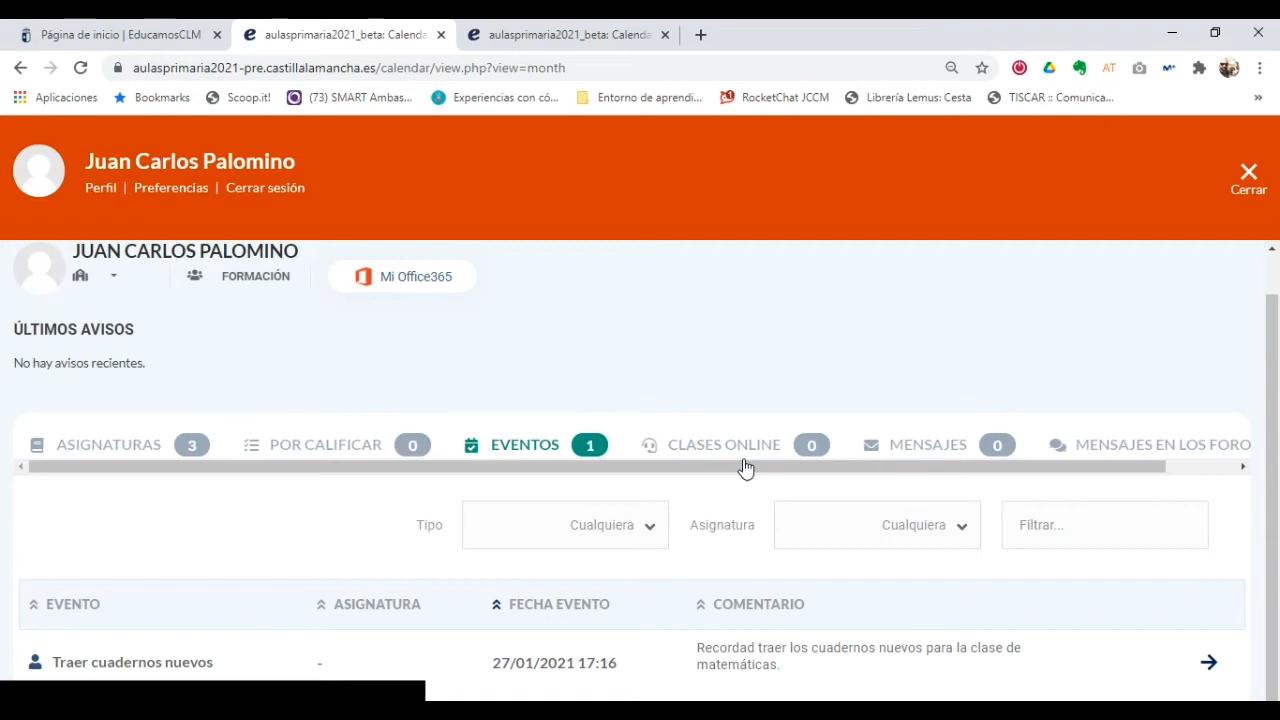 Página de inicio | EducamosCLM
aulasprimaria2021_beta: Calenda
aulasprimaria2021_beta: Calenda
aulasprimaria2021-pre.castillalamancha.es/calendar/view.php?view=month
AT
Aplicaciones
Bookmarks
Scoop.it!
(73) SMART Ambas...
Experiencias con có...
Entorno de aprendi...
RocketChat JCCM
Librería Lemus: Cesta
TISCAR :: Comunica...
»
Juan Carlos Palomino
Perfil | Preferencias | Cerrar sesión
Cerrar
JUAN CARLOS PALOMINO
FORMACIÓN
Mi Office365
ÚLTIMOS AVISOS
No hay avisos recientes.
ASIGNATURAS 3
POR CALIFICAR 0
EVENTOS 1
CLASES ONLINE 0
MENSAJES 0
MENSAJES EN LOS FORO
Tipo
Cualquiera
Asignatura
Cualquiera
Filtrar...
EVENTO
ASIGNATURA
FECHA EVENTO
COMENTARIO
Traer cuadernos nuevos
-
27/01/2021 17:16
Recordad traer los cuadernos nuevos para la clase de
matemáticas.